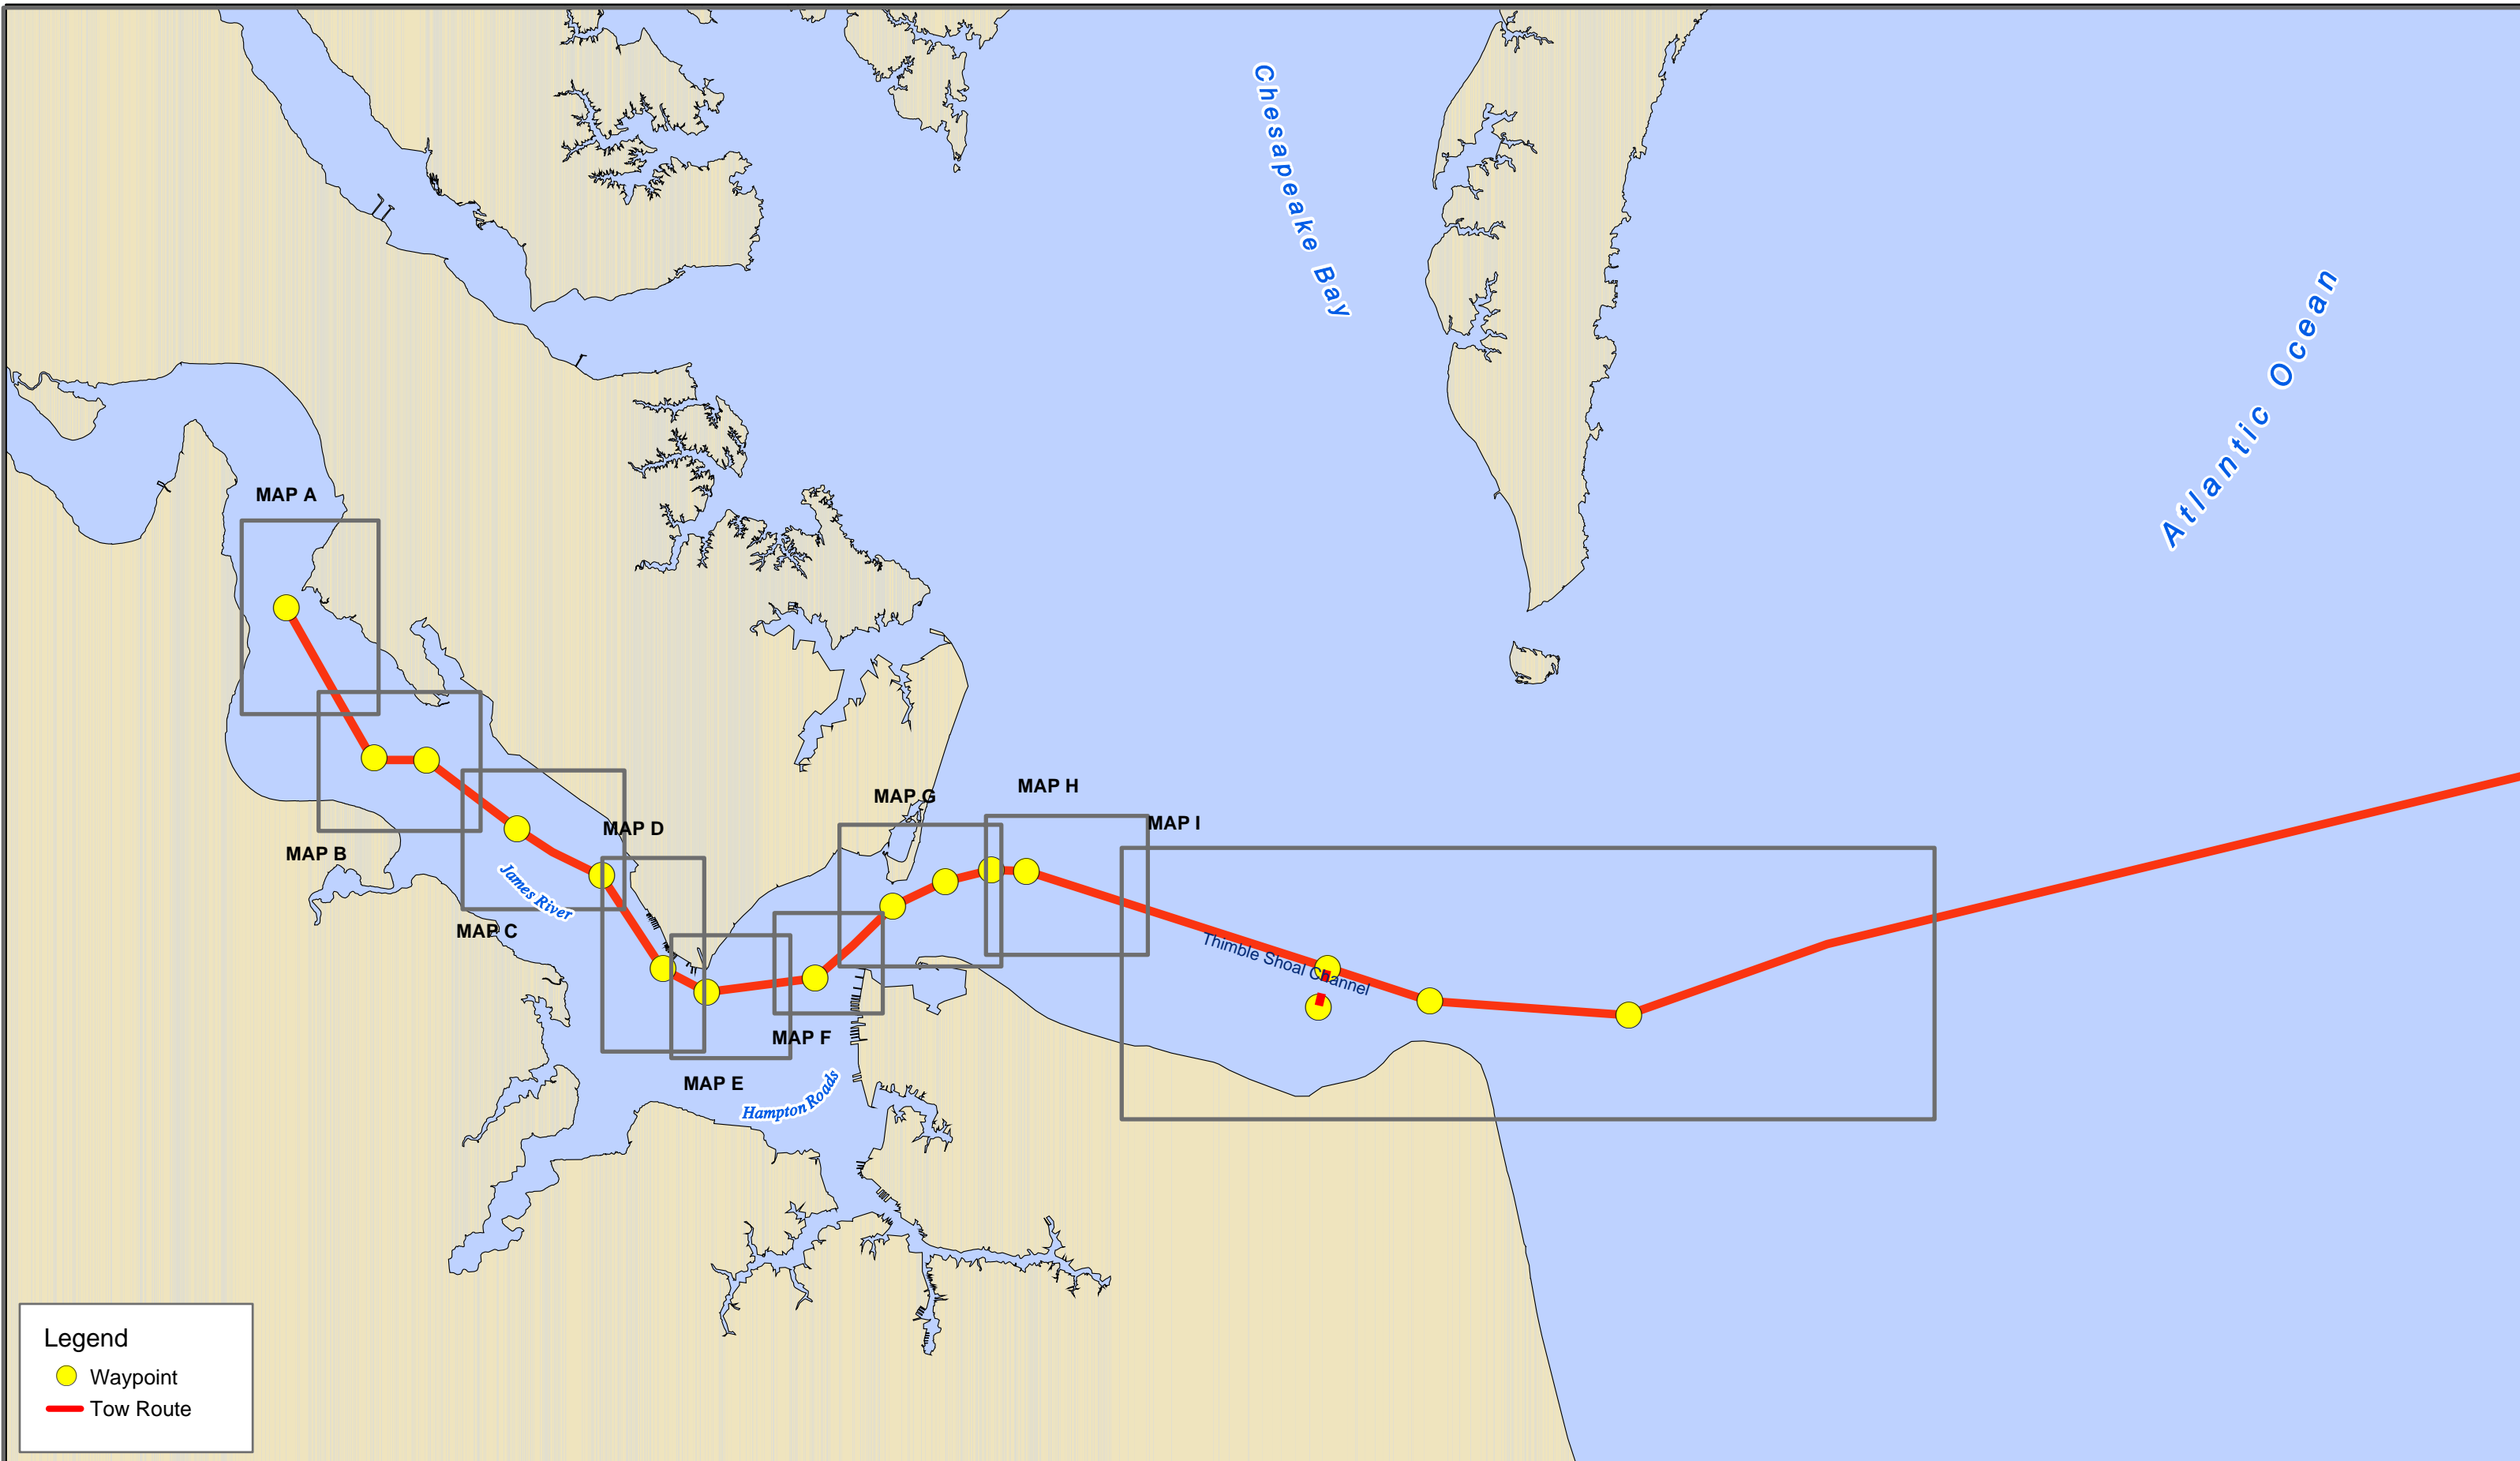 Chesapeake Bay
Atlantic Ocean
MAP A
MAP H
MAP G
MAP I
MAP D
MAP B
James River
MAP C
Thimble Shoal Channel
MAP F
MAP E
Hampton Roads
Legend
Waypoint
Tow Route